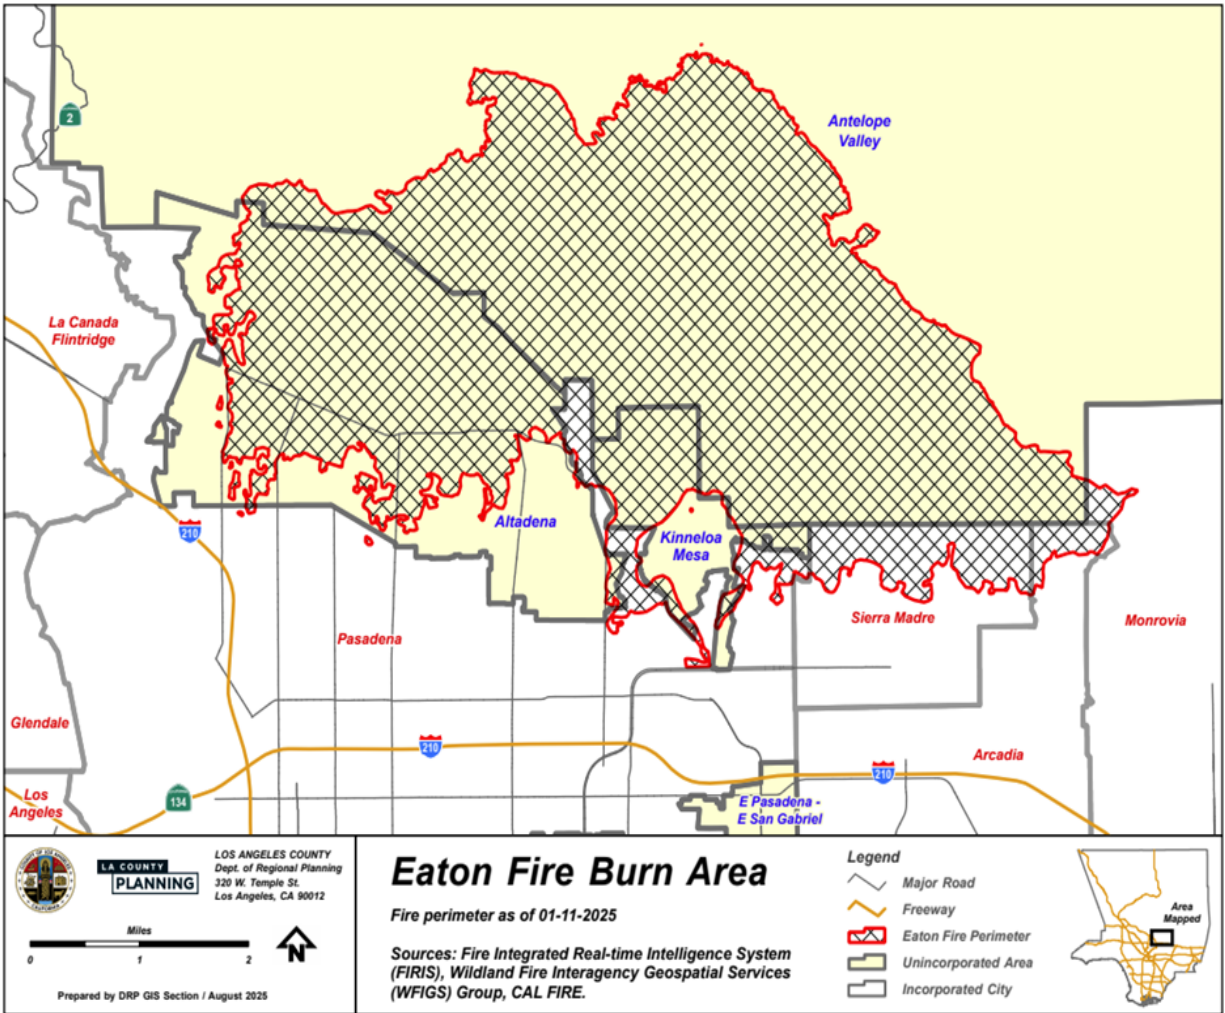 2
Antelope
Valley
La Canada
Flintridge
210
Altadena
Kinneloa
Mesa
Pasadena
Sierra Madre
Monrovia
Glendale
210
210
Arcadia
Los
Angeles
134
E Pasadena -
E San Gabriel
LA COUNTY
PLANNING
LOS ANGELES COUNTY
Dept. of Regional Planning
320 W. Temple St.
Los Angeles, CA 90012
Miles
0 1 2
N
Prepared by DRP GIS Section / August 2025
Eaton Fire Burn Area
Fire perimeter as of 01-11-2025
Sources: Fire Integrated Real-time Intelligence System
(FIRIS), Wildland Fire Interagency Geospatial Services
(WFIGS) Group, CAL FIRE.
Legend
Major Road
Freeway
Eaton Fire Perimeter
Unincorporated Area
Incorporated City
Area
Mapped